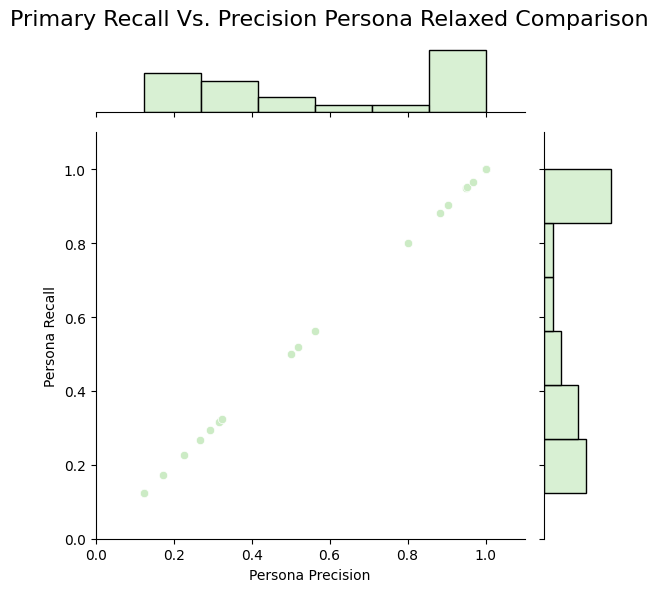 Primary Recall Vs. Precision Persona Relaxed Comparison
1.0
0.8
0.6
0.4
0.2
0.0
Persona Recall
0.0 0.2 0.4 0.6 0.8 1.0
Persona Precision